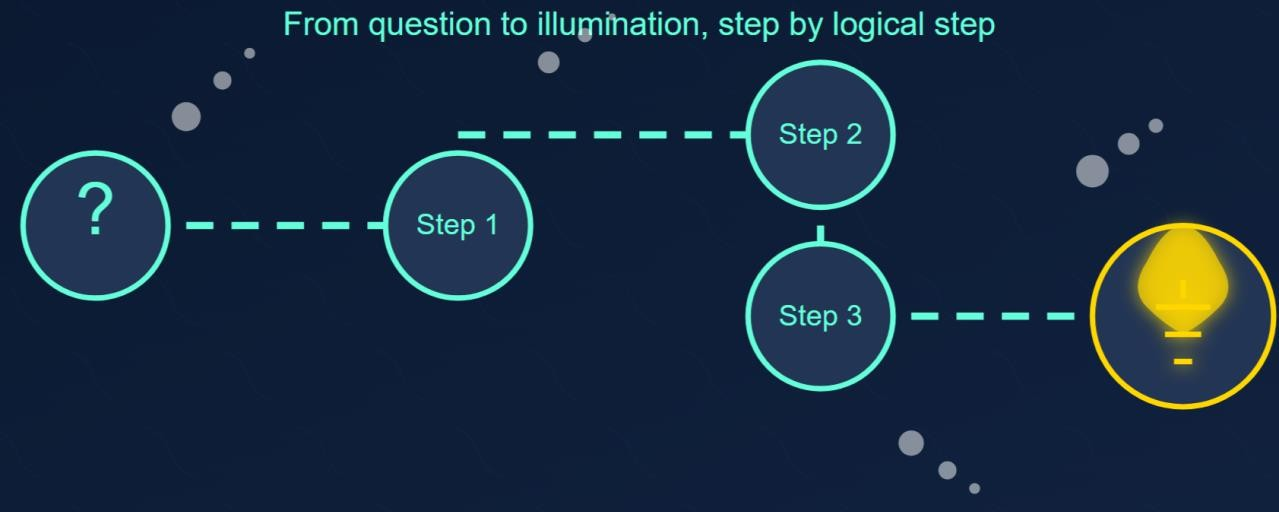 From question to illumination, step by logical step
?
Step 1
Step 2
Step 3